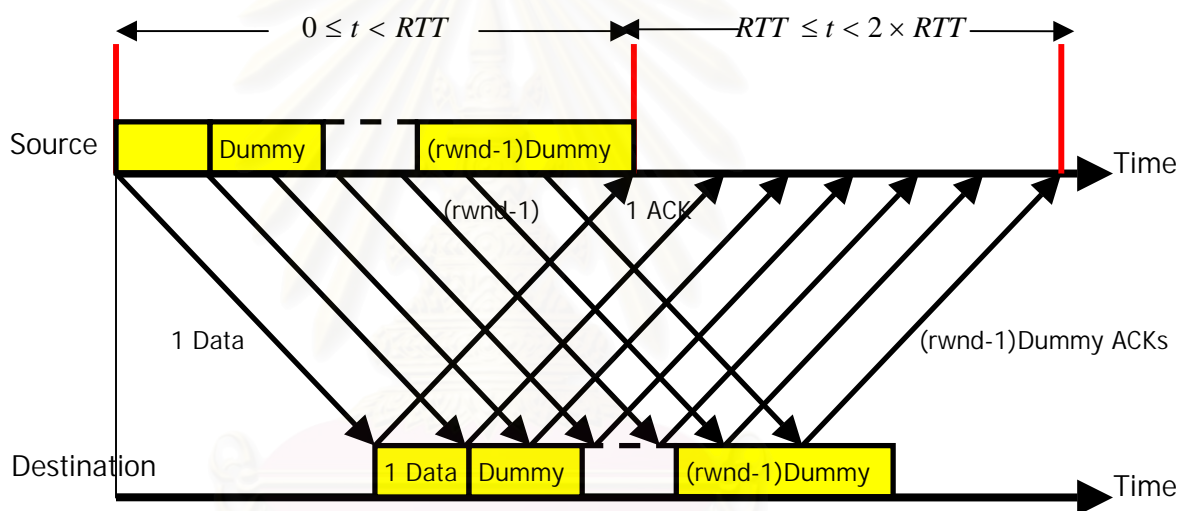 0 ≤ t < RTT
RTT ≤ t < 2 × RTT
Source
Dummy
(rwnd-1)Dummy
Time
(rwnd-1)
1 ACK
1 Data
(rwnd-1)Dummy ACKs
Destination
1 Data
Dummy
(rwnd-1)Dummy
Time